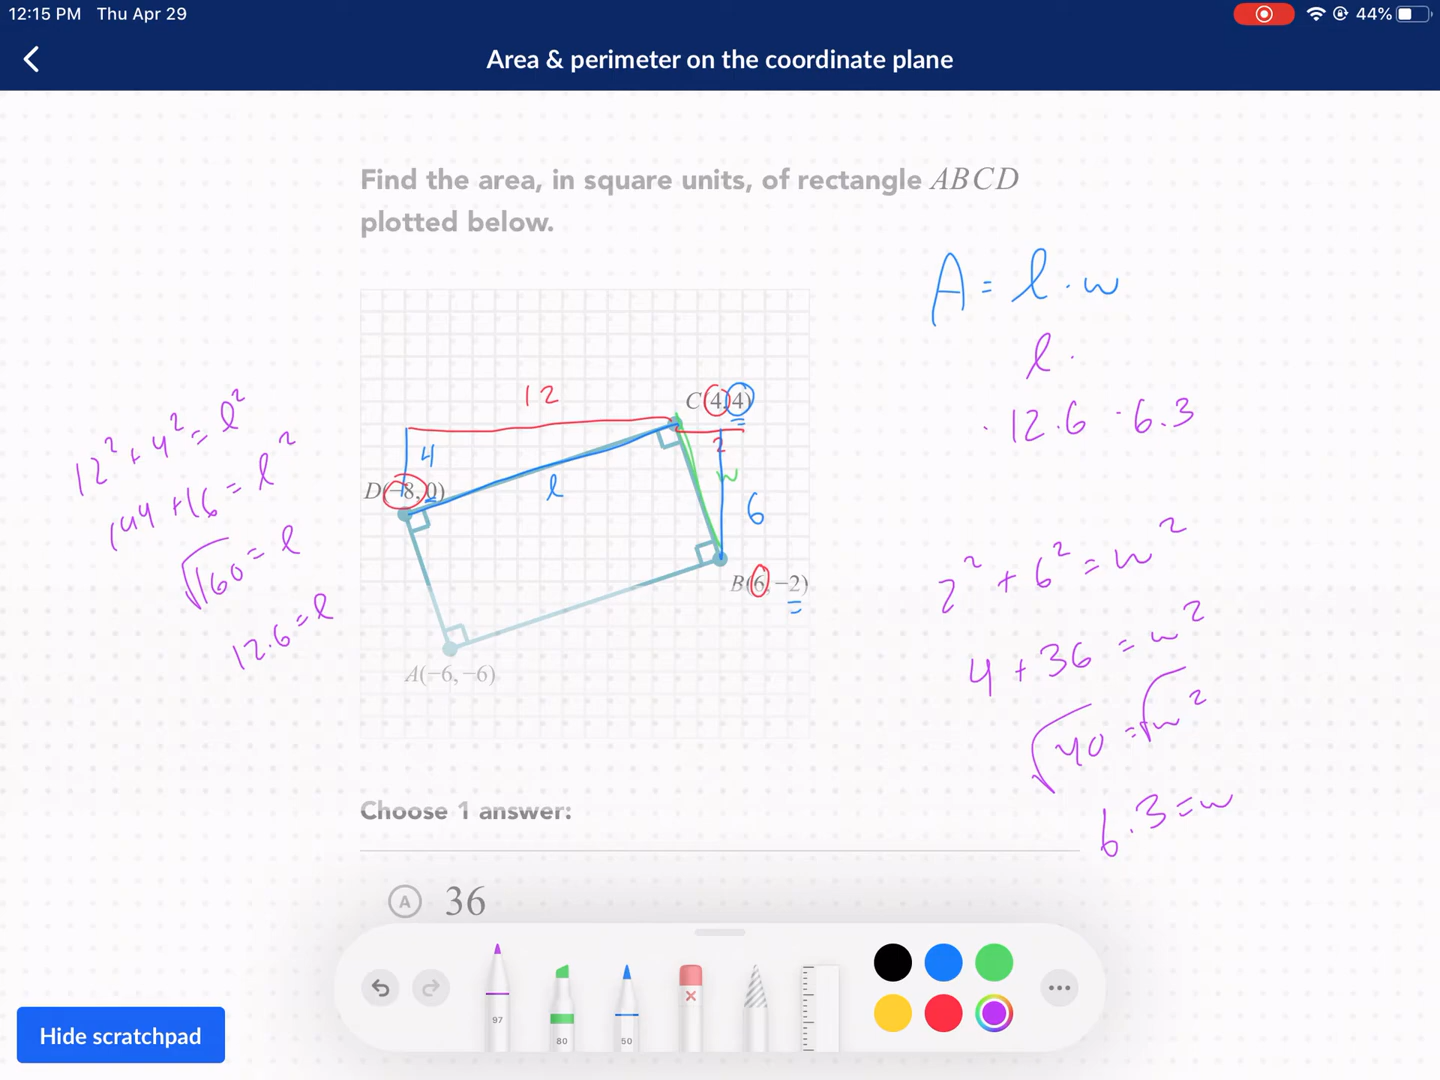 12:15 PM Thu Apr 29
44%
Area & perimeter on the coordinate plane
Find the area, in square units, of rectangle ABCD
plotted below.
A = l · w
l ·
· 12.6 · 6.3
12
C(4,4)
2
4
D(−8,0)
l
w
6
B(6,−2)
A(−6,−6)
12² + 4² = l²
144 + 16 = l²
√160 = l
12.6 = l
2² + 6² = w²
4 + 36 = w²
√40 = √w²
6.3 = w
Choose 1 answer:
A 36
97
80
50
Hide scratchpad